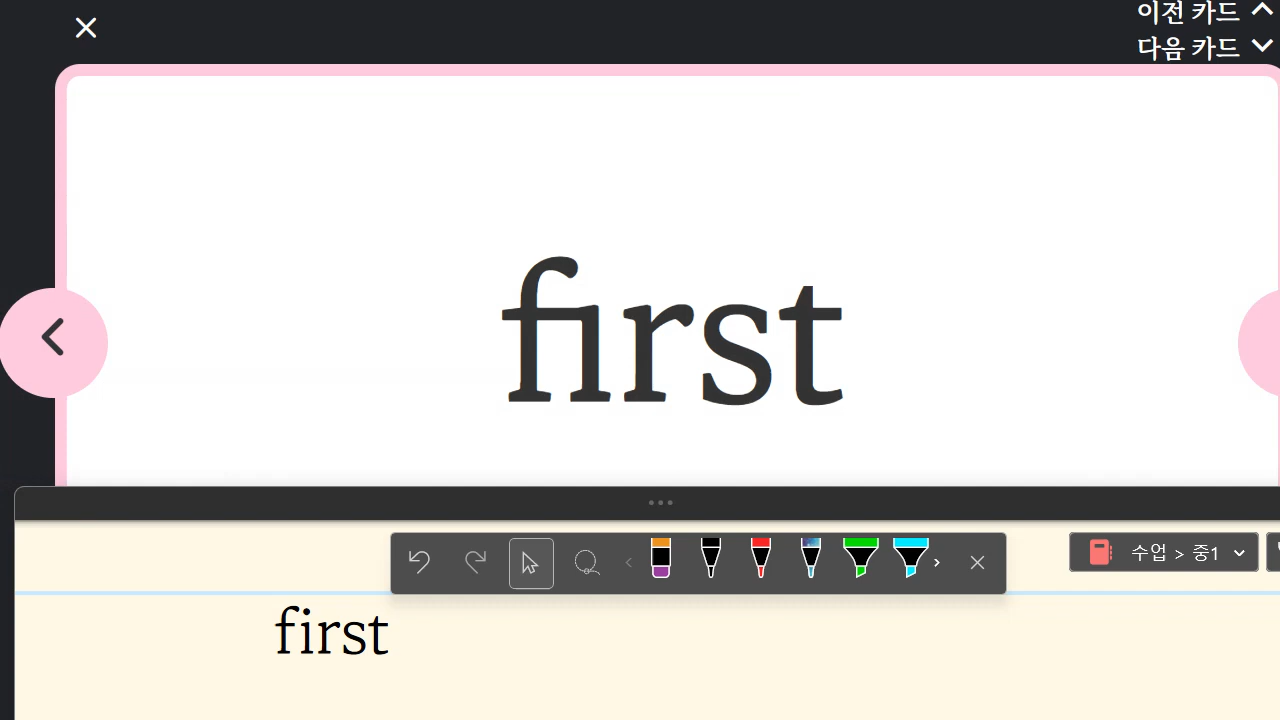 이전 카드
다음 카드
first
수업 > 중1
first